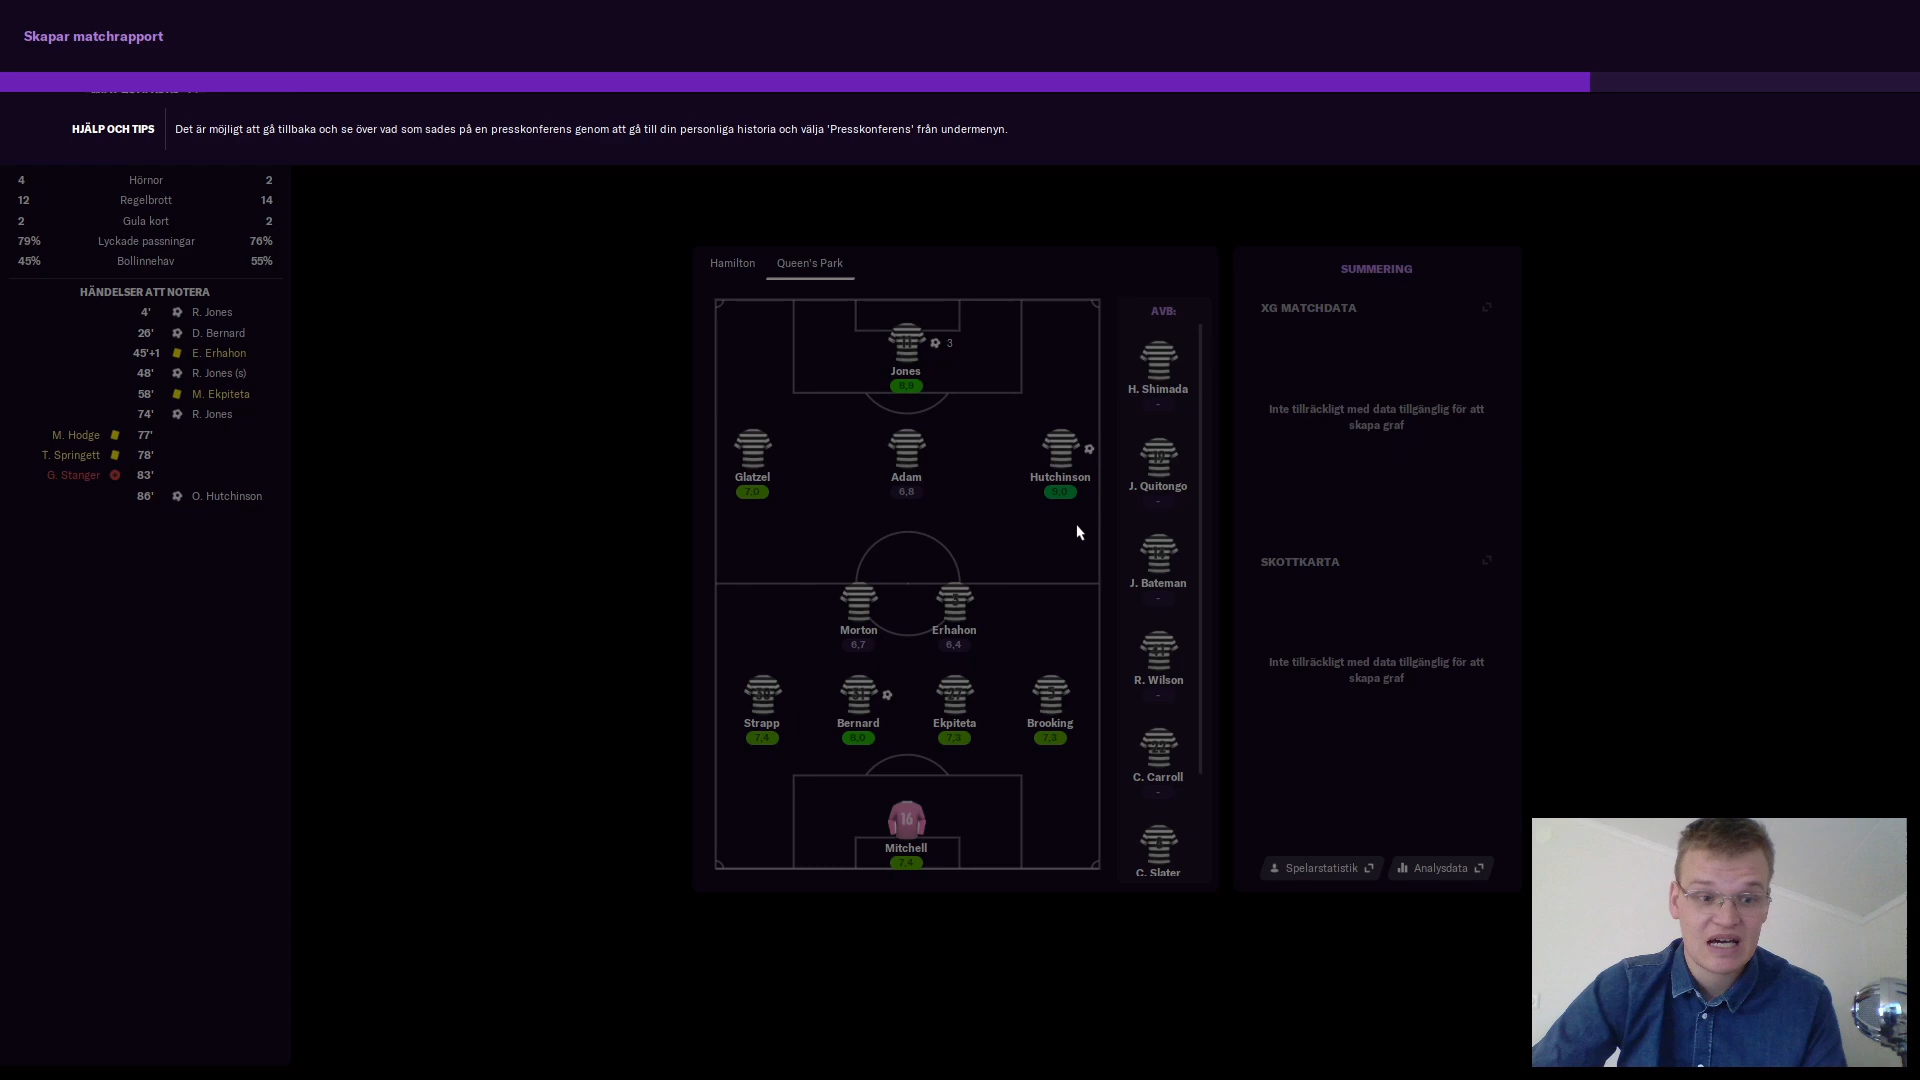 Skapar matchrapport
HJÄLP OCH TIPS
Det är möjligt att gå tillbaka och se över vad som sades på en presskonferens genom att gå till din personliga historia och välja 'Presskonferens' från undermenyn.
4 Hörnor 2
12 Regelbrott 14
2 Gula kort 2
79% Lyckade passningar 76%
45% Bollinnehav 55%
HÄNDELSER ATT NOTERA
4' R. Jones
26' D. Bernard
45'+1 E. Erhahon
48' R. Jones (s)
58' M. Ekpiteta
74' R. Jones
M. Hodge 77'
T. Springett 78'
G. Stanger 83'
86' O. Hutchinson
Hamilton Queen's Park
11
3
Jones
8,9
Glatzel
7,0
Adam
6,8
Hutchinson
9,0
Morton
6,7
Erhahon
6,4
Strapp
7,4
Bernard
8,0
Ekpiteta
7,3
Brooking
7,3
16
Mitchell
7,4
AVB:
H. Shimada
-
J. Quitongo
-
J. Bateman
-
R. Wilson
-
C. Carroll
-
C. Slater
SUMMERING
XG MATCHDATA
Inte tillräckligt med data tillgänglig för att
skapa graf
SKOTTKARTA
Inte tillräckligt med data tillgänglig för att
skapa graf
Spelarstatistik
Analysdata